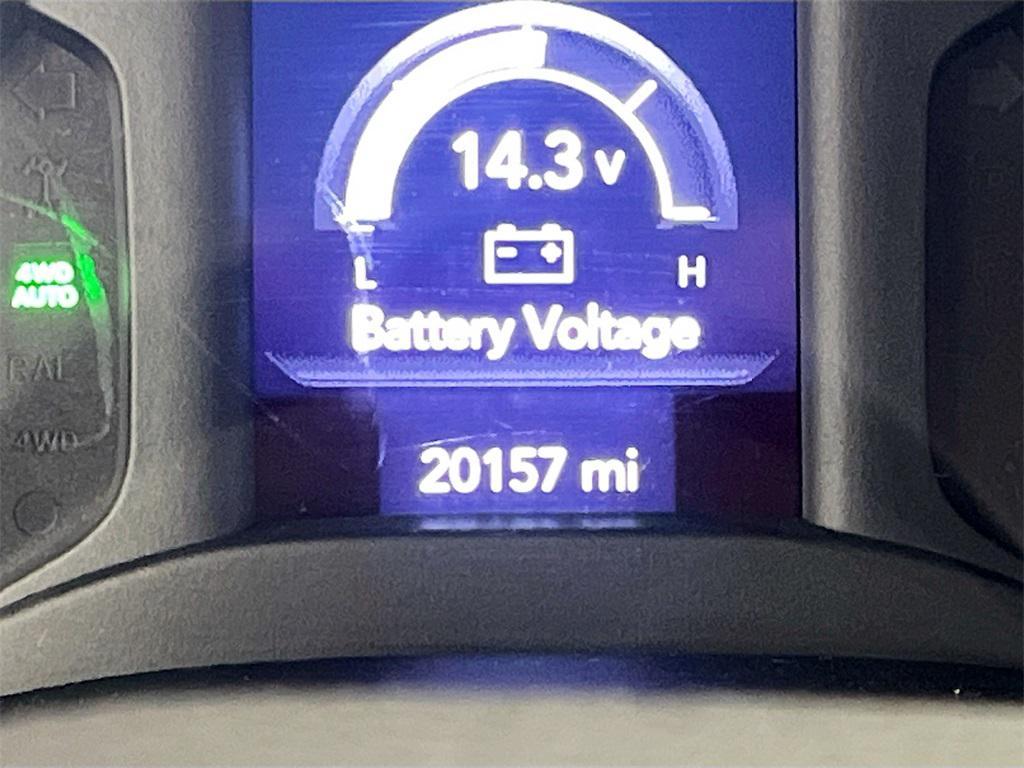 14.3 v
- +
L H
Battery Voltage
20157 mi
4WD
AUTO
4WD